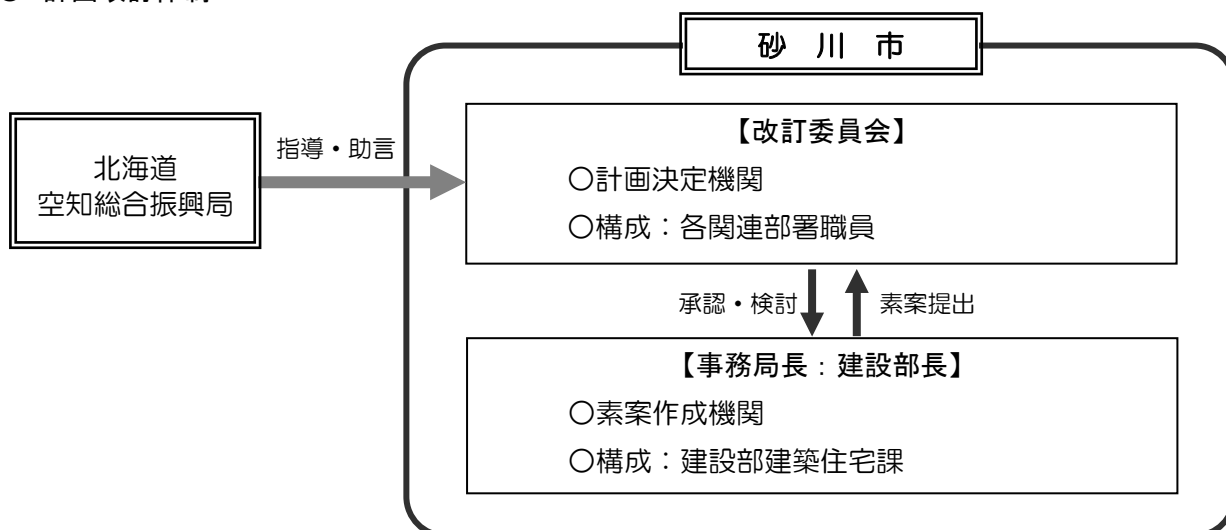 砂 川 市
北海道
空知総合振興局
指導・助言
【改訂委員会】
○計画決定機関
○構成：各関連部署職員
承認・検討
素案提出
【事務局長：建設部長】
○素案作成機関
○構成：建設部建築住宅課